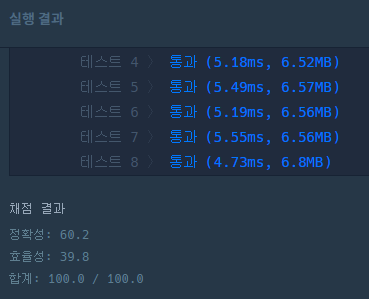 실행 결과
테스트 4 〉 통과 (5.18ms, 6.52MB)
테스트 5 〉 통과 (5.49ms, 6.57MB)
테스트 6 〉 통과 (5.19ms, 6.56MB)
테스트 7 〉 통과 (5.55ms, 6.56MB)
테스트 8 〉 통과 (4.73ms, 6.8MB)
채점 결과
정확성: 60.2
효율성: 39.8
합계: 100.0 / 100.0